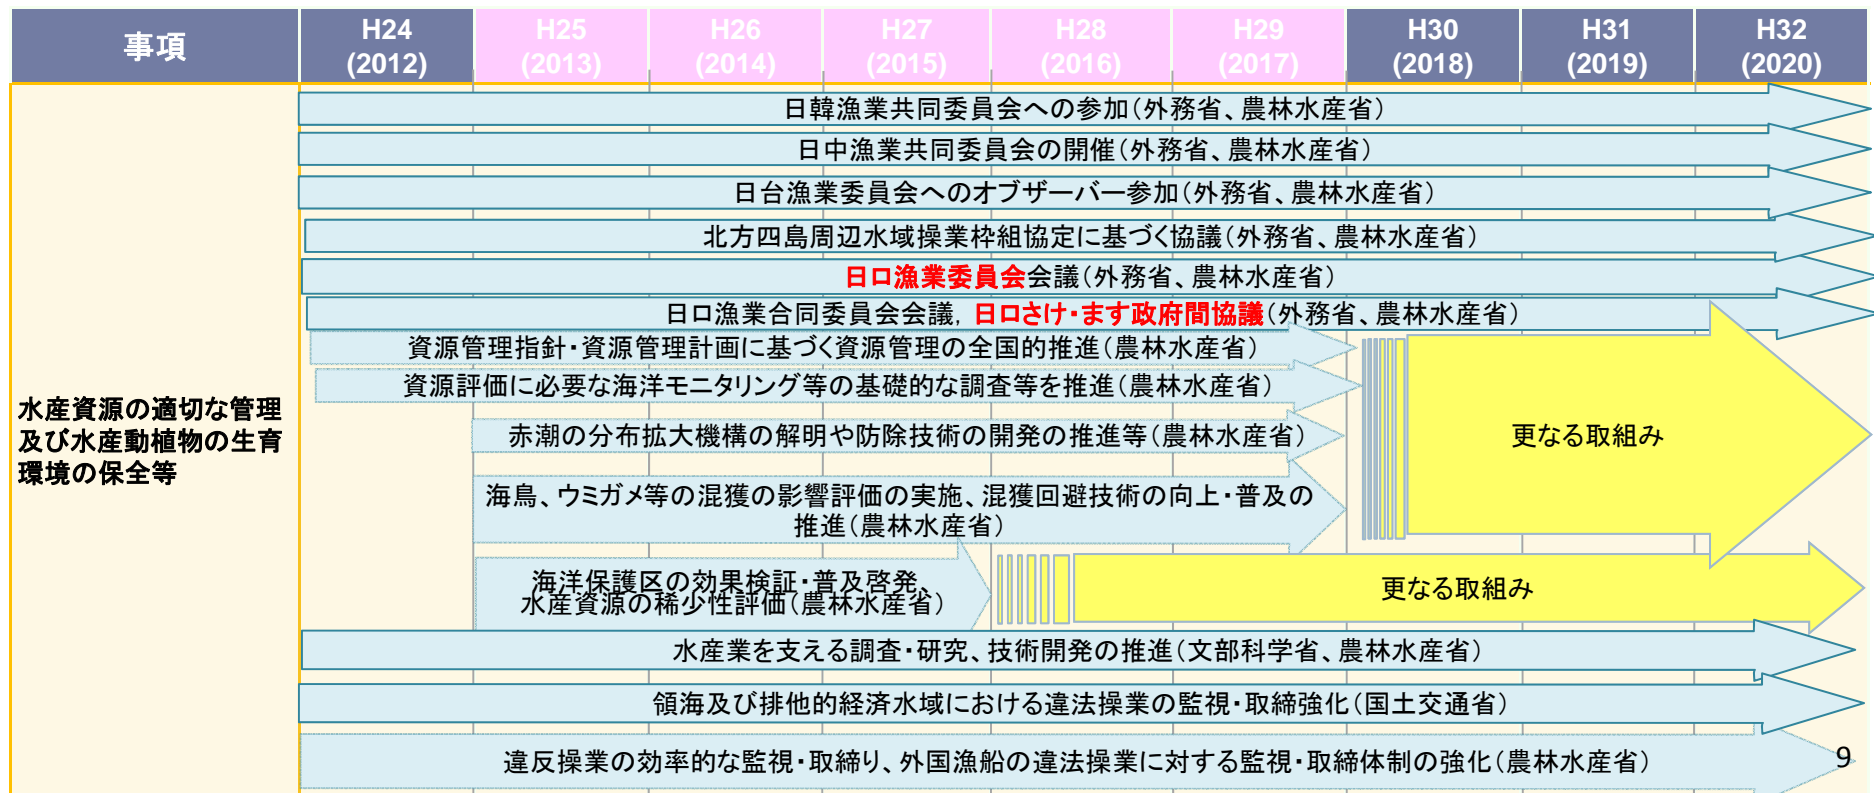 事項
H24
(2012)
H25
(2013)
H26
(2014)
H27
(2015)
H28
(2016)
H29
(2017)
H30
(2018)
H31
(2019)
H32
(2020)
水産資源の適切な管理
及び水産動植物の生育
環境の保全等
日韓漁業共同委員会への参加(外務省、農林水産省)
日中漁業共同委員会の開催(外務省、農林水産省)
日台漁業委員会へのオブザーバー参加(外務省、農林水産省)
北方四島周辺水域操業枠組協定に基づく協議(外務省、農林水産省)
日ロ漁業委員会会議(外務省、農林水産省)
日ロ漁業合同委員会会議，日ロさけ・ます政府間協議(外務省、農林水産省)
資源管理指針・資源管理計画に基づく資源管理の全国的推進(農林水産省)
資源評価に必要な海洋モニタリング等の基礎的な調査等を推進(農林水産省)
赤潮の分布拡大機構の解明や防除技術の開発の推進等(農林水産省)
更なる取組み
海鳥、ウミガメ等の混獲の影響評価の実施、混獲回避技術の向上・普及の
推進(農林水産省)
海洋保護区の効果検証・普及啓発、
水産資源の稀少性評価(農林水産省)
更なる取組み
水産業を支える調査・研究、技術開発の推進(文部科学省、農林水産省)
領海及び排他的経済水域における違法操業の監視・取締強化(国土交通省)
違反操業の効率的な監視・取締り、外国漁船の違法操業に対する監視・取締体制の強化(農林水産省)
9